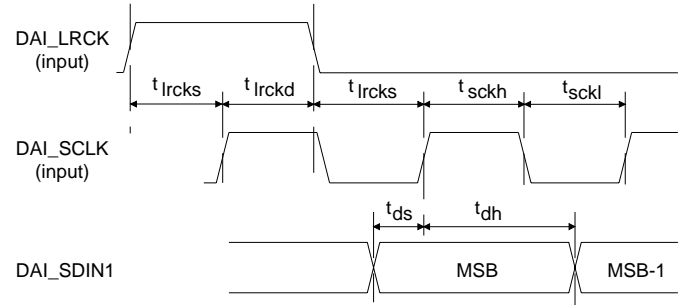 DAI_LRCK
(input)
t lrcks t lrckd t lrcks t sckh t sckl
DAI_SCLK
(input)
t ds t dh
DAI_SDIN1 MSB MSB-1